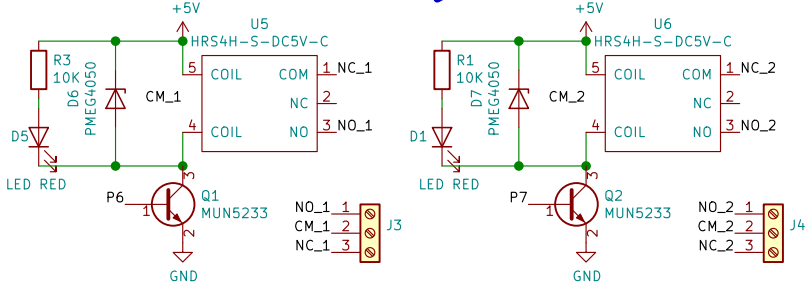 +5V
U5
HRS4H-S-DC5V-C
R3
10K
D6
PMEG4050
CM_1
5 COIL
COM 1 NC_1
NC 2
4 COIL
NO 3 NO_1
D5
LED RED
3
P6
1
Q1
MUN5233
2
GND
NO_1 1
CM_1 2
NC_1 3
J3
+5V
U6
HRS4H-S-DC5V-C
R1
10K
D7
PMEG4050
CM_2
5 COIL
COM 1 NC_2
NC 2
4 COIL
NO 3 NO_2
D1
LED RED
3
P7
1
Q2
MUN5233
2
GND
NO_2 1
CM_2 2
NC_2 3
J4